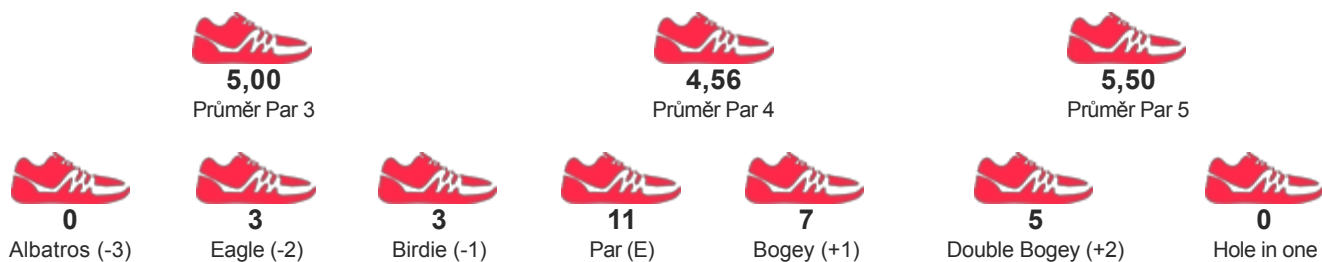 5,00 4,56 5,50
Průměr Par 3 Průměr Par 4 Průměr Par 5
0 3 3 11 7 5 0
Albatros (-3) Eagle (-2) Birdie (-1) Par (E) Bogey (+1) Double Bogey (+2) Hole in one